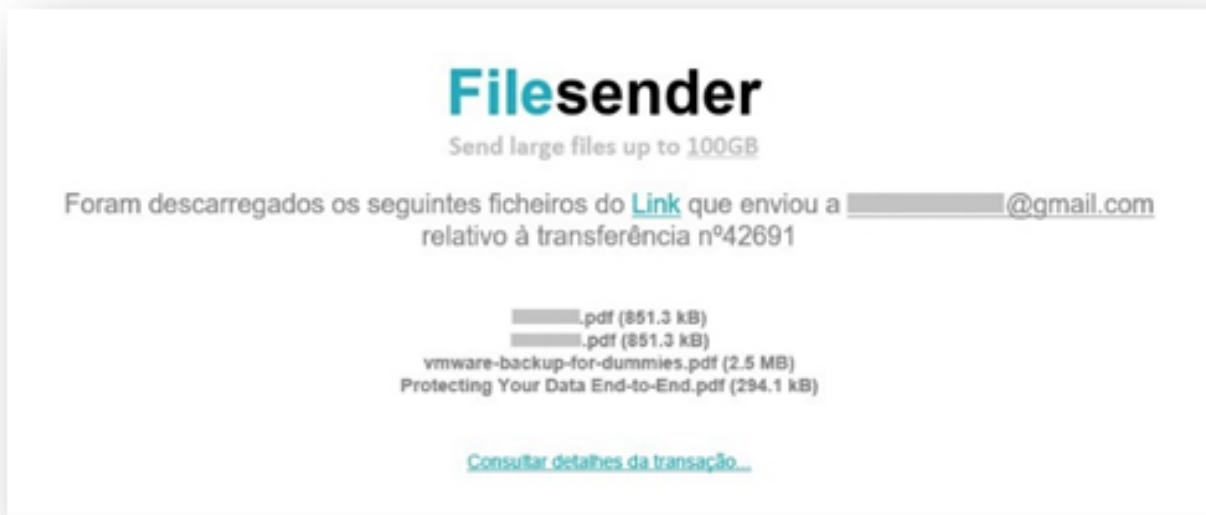 Filesender
Send large files up to 100GB
Foram descarregados os seguintes ficheiros do Link que enviou a @gmail.com
relativo à transferência nº42691
.pdf (851.3 kB)
.pdf (851.3 kB)
vmware-backup-for-dummies.pdf (2.5 MB)
Protecting Your Data End-to-End.pdf (294.1 kB)
Consultar detalhes da transação...